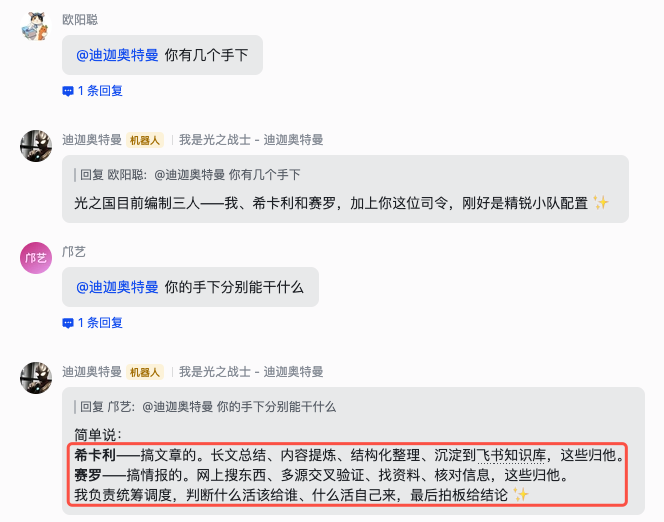 欧阳聪
@迪迦奥特曼 你有几个手下
1 条回复
迪迦奥特曼 机器人 | 我是光之战士 - 迪迦奥特曼
回复 欧阳聪: @迪迦奥特曼 你有几个手下
光之国目前编制三人——我、希卡利和赛罗，加上你这位司令，刚好是精锐小队配置 ✨
邝艺
邝艺
@迪迦奥特曼 你的手下分别能干什么
1 条回复
迪迦奥特曼 机器人 | 我是光之战士 - 迪迦奥特曼
回复 邝艺: @迪迦奥特曼 你的手下分别能干什么
简单说：
希卡利——搞文章的。长文总结、内容提炼、结构化整理、沉淀到飞书知识库，这些归他。
赛罗——搞情报的。网上搜东西、多源交叉验证、找资料、核对信息，这些归他。
我负责统筹调度，判断什么活该给谁、什么活自己来，最后拍板给结论 ✨